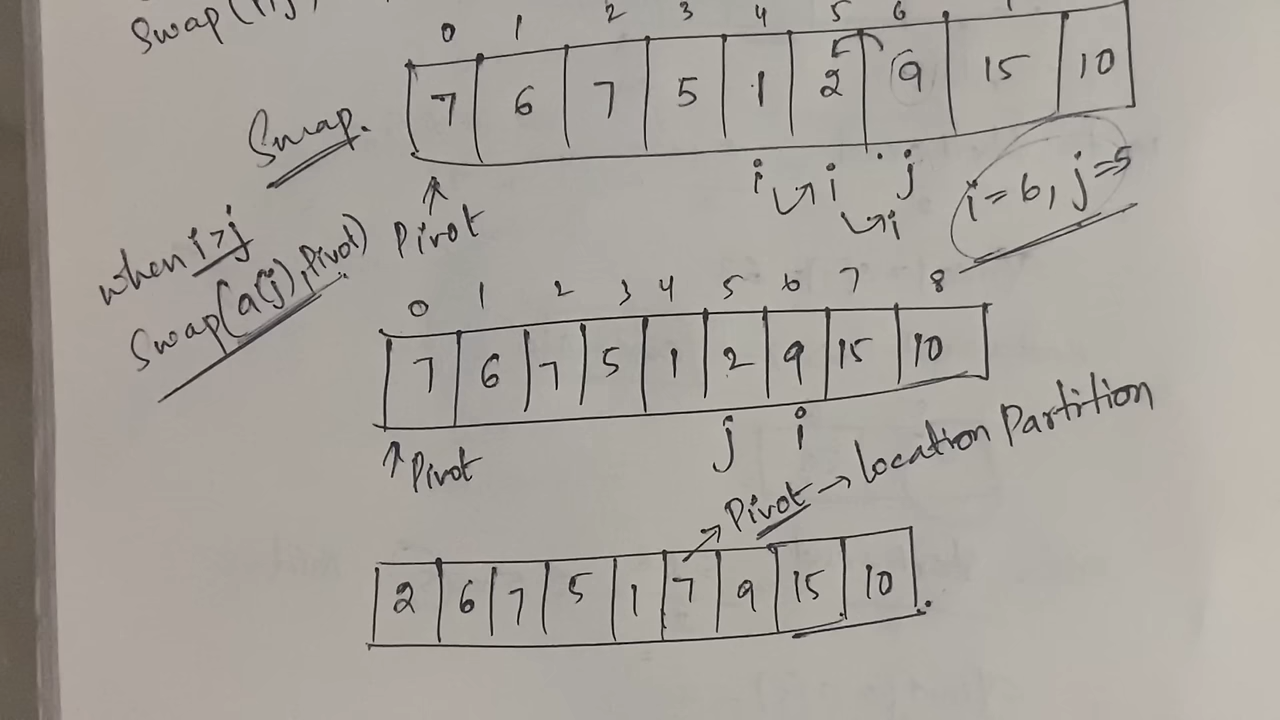 Swap(i,j)
0 1 2 3 4 5 6
Swap. 7 6 7 5 1 2 9 15 10
i i j
i
i=6, j=5
Pivot
when i>j
Swap(a(j), Pivot)
0 1 2 3 4 5 6 7 8
7 6 7 5 1 2 9 15 10
j i
Pivot
Pivot → Location Partition
2 6 7 5 1 7 9 15 10